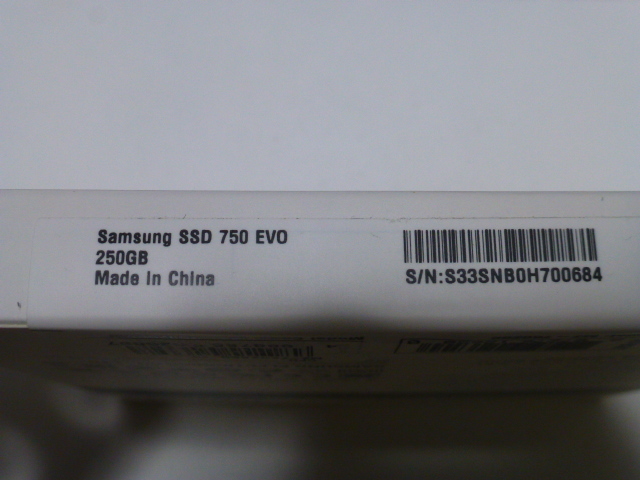 Samsung SSD 750 EVO
250GB
Made in China
S/N:S33SNB0H700684